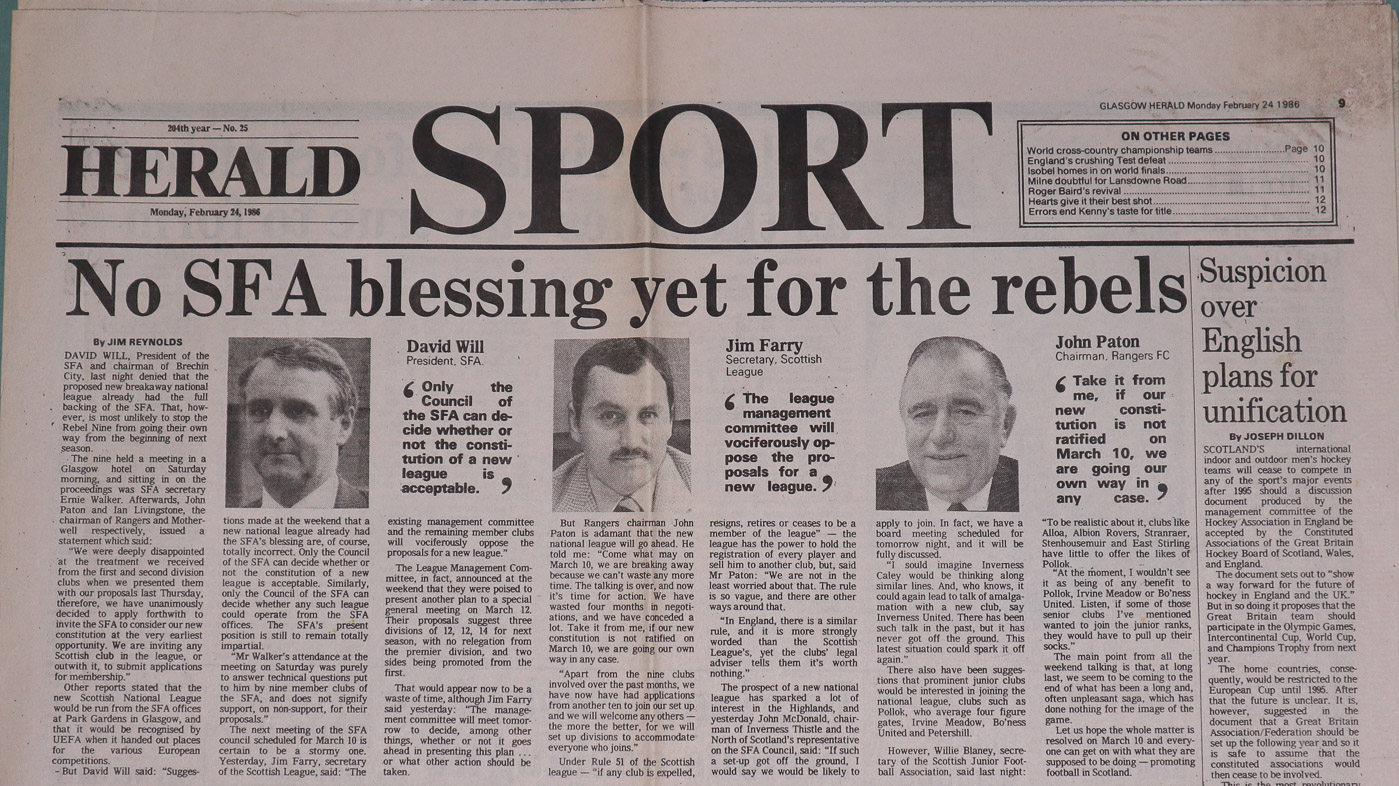 GLASGOW HERALD Monday February 24 1986
9
204th year — No. 25
HERALD
Monday, February 24, 1986
SPORT
ON OTHER PAGES
World cross-country championship teams ........ Page 10
England's crushing Test defeat ........ 10
Isobel homes in on world finals ........ 10
Milne doubtful for Lansdowne Road ........ 11
Roger Baird's revival ........ 11
Hearts give it their best shot ........ 12
Errors end Kenny's taste for title ........ 12
No SFA blessing yet for the rebels
By JIM REYNOLDS
DAVID WILL, President of the
SFA and chairman of Brechin
City, last night denied that the
proposed new breakaway national
league already had the full
backing of the SFA. That, how-
ever, is most unlikely to stop the
Rebel Nine from going their own
way from the beginning of next
season.
The nine held a meeting in a
Glasgow hotel on Saturday
morning, and sitting in on the
proceedings was SFA secretary
Ernie Walker. Afterwards, John
Paton and Ian Livingstone, the
chairman of Rangers and Mother-
well respectively, issued a
statement which said:
"We were deeply disappointed
at the treatment we received
from the first and second division
clubs when we presented them
with our proposals last Thursday,
therefore, we have unanimously
decided to apply forthwith to
invite the SFA to consider our new
constitution at the very earliest
opportunity. We are inviting any
Scottish club in the league, or
outwith it, to submit applications
for membership."
Other reports stated that the
new Scottish National League
would be run from the SFA offices
at Park Gardens in Glasgow, and
that it would be recognised by
UEFA when it handed out places
for the various European
competitions.
But David Will said: "Sugges-
tions made at the weekend that a
new national league already had
the SFA's blessing are, of course,
totally incorrect. Only the Council
of the SFA can decide whether or
not the constitution of a new
league is acceptable. Similarly,
only the Council of the SFA can
decide where any such league
could operate from the SFA
offices. The SFA's present
position is still to remain totally
impartial.
"Mr Walker's attendance at the
meeting on Saturday was purely
to answer technical questions put
to him by nine member clubs of
the SFA, and does not signify
support, on non-support, for their
proposals."
The next meeting of the SFA
council scheduled for March 10 is
certain to be a stormy one.
Yesterday, Jim Farry, secretary
of the Scottish League, said: "The
David Will
President, SFA.
‘ Only the
Council of
the SFA can de-
cide whether or
not the consti-
tution of a new
league is
acceptable. ’
existing management committee
and the remaining member clubs
will vociferously oppose the
proposals for a new league."
The League Management Com-
mittee, in fact, announced at the
weekend that they were poised to
present another plan to a special
general meeting on March 12.
Their proposals suggest three
divisions of 12, 12, 14 for next
season, with no relegation from
the premier division, and two
sides being promoted from the
first.
That would appear now to be a
waste of time, although Jim Farry
said yesterday: "The manage-
ment committee will meet tomor-
row to decide, among other
things, whether or not it goes
ahead in presenting this plan ...
or what other action should be
taken.
But Rangers chairman John
Paton is adamant that the new
national league will go ahead. He
told me: "Come what may on
March 10, we are breaking away
because we can't waste any more
time. The talking is over, and now
it's time for action. We have
wasted four months in negoti-
ations, and we have conceded a
lot. Take it from me, if our new
constitution is not ratified on
March 10, we are going our own
way in any case.
"Apart from the nine clubs
involved over the past months, we
have now have had applications
from another ten to join our set up
and we will welcome any others —
the more the better, for we will
set up divisions to accommodate
everyone who joins."
Under Rule 51 of the Scottish
league — "if any club is expelled,
Jim Farry
Secretary, Scottish
League
‘ The league
management
committee will
vociferously op-
pose the pro-
posals for a
new league. ’
resigns, retires or ceases to be a
member of the league" — the
league has the power to hold the
registration of every player and
sell him to another club, but, said
Mr Paton: "We are not in the
least worried about that. The rule
is so vague, and there are other
ways around that.
"In England, there is a similar
rule, and it is more strongly
worded than the Scottish
League's, yet the clubs' legal
adviser tells them it's worth
nothing."
The prospect of a new national
league has sparked a lot of
interest in the Highlands, and
yesterday John McDonald, chair-
man of Inverness Thistle and the
North of Scotland's representative
on the SFA Council, said: "If such
a set-up got off the ground, I
would say we would be likely to
apply to join. In fact, we have a
board meeting scheduled for
tomorrow night, and it will be
fully discussed.
"I could imagine Inverness
Caley would be thinking along
similar lines. And, who knows, it
could again lead to talk of amalga-
mation with a new club, say
Inverness United. There has been
such talk in the past, but it has
never got off the ground. This
latest situation could spark it off
again."
There also have been sugges-
tions that prominent junior clubs
would be interested in joining the
national league, clubs such as
Pollok, who average four figure
gates, Irvine Meadow, Bo'ness
United and Petershill.
However, Willie Blaney, secre-
tary of the Scottish Junior Foot-
ball Association, said last night:
John Paton
Chairman, Rangers FC
‘ Take it from
me, if our
new consti-
tution is not
ratified on
March 10, we
are going our
own way in
any case. ’
"To be realistic about it, clubs like
Alloa, Albion Rovers, Stranraer,
Stenhousemuir and East Stirling
have little to offer the likes of
Pollok.
"At the moment, I wouldn't see
it as being of any benefit to
Pollok, Irvine Meadow or Bo'ness
United. Listen, if some of those
senior clubs I've mentioned
wanted to join the junior ranks,
they would have to pull up their
socks."
The main point from all the
weekend talking is that, at long
last, we seem to be coming to the
end of what has been a long and,
often unpleasant saga, which has
done nothing for the image of the
game.
Let us hope the whole matter is
resolved on March 10 and every-
one can get on with what they are
supposed to be doing — promoting
football in Scotland.
Suspicion
over
English
plans for
unification
By JOSEPH DILLON
SCOTLAND'S international
indoor and outdoor men's hockey
teams will cease to compete in
any of the sport's major events
after 1995 should a discussion
document produced by the
management committee of the
Hockey Association in England be
accepted by the Constituted
Associations of the Great British
Hockey Board of Scotland, Wales,
and England.
The document sets out to "show
a way forward for the future of
hockey in England and the UK."
But in so doing it proposes that the
Great Britain team should
participate in the Olympic Games,
Intercontinental Cup, World Cup,
and Champions Trophy from next
year.
The home countries, conse-
quently, would be restricted to the
European Cup until 1995. After
that the future is unclear. It is,
however, suggested in the
document that a Great Britain
Association/Federation should be
set up the following year and so it
is safe to assume that the
constituted associations would
then cease to be involved.
This is the most revolutionary